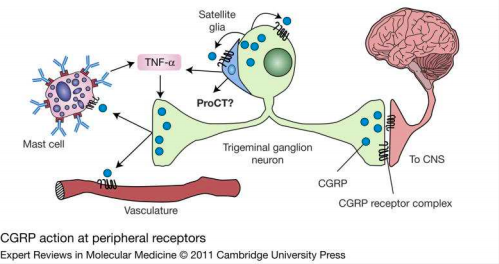 Satellite
glia
TNF-α
ProCT?
Mast cell
Trigeminal ganglion
neuron
To CNS
CGRP
CGRP receptor complex
Vasculature
CGRP action at peripheral receptors
Expert Reviews in Molecular Medicine © 2011 Cambridge University Press